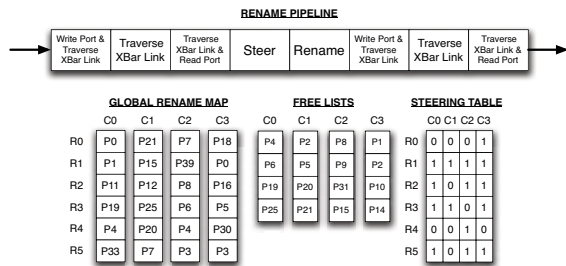 RENAME PIPELINE
Write Port & Traverse XBar Link Traverse XBar Link Traverse XBar Link & Read Port Steer Rename Write Port & Traverse XBar Link Traverse XBar Link Traverse XBar Link & Read Port
GLOBAL RENAME MAP FREE LISTS STEERING TABLE
C0 C1 C2 C3 C0 C1 C2 C3 C0 C1 C2 C3
R0 P0 P21 P7 P18 P4 P2 P8 P1 R0 0 0 0 1
R1 P1 P15 P39 P0 P6 P5 P9 P2 R1 1 1 1 1
R2 P11 P12 P8 P16 P19 P20 P31 P10 R2 1 0 1 1
R3 P19 P25 P6 P5 P25 P21 P15 P14 R3 1 1 0 1
R4 P4 P20 P4 P30 R4 0 0 1 0
R5 P33 P7 P3 P3 R5 1 0 1 1